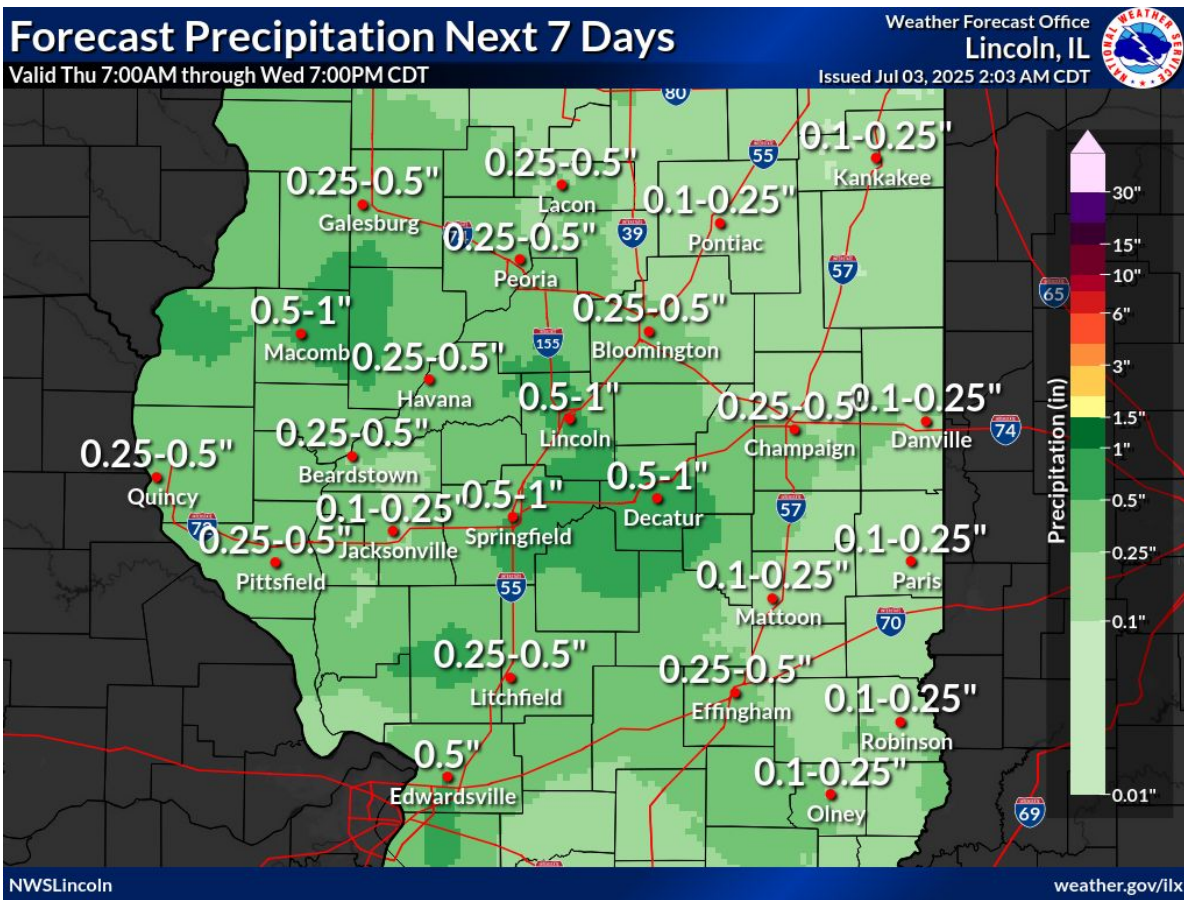 Forecast Precipitation Next 7 Days
Valid Thu 7:00AM through Wed 7:00PM CDT
Weather Forecast Office
Lincoln, IL
Issued Jul 03, 2025 2:03 AM CDT
NATIONAL WEATHER SERVICE
80
55
0.1-0.25"
Kankakee
0.25-0.5"
Lacon
0.25-0.5"
Galesburg
0.1-0.25"
Pontiac
39
0.25-0.5"
Peoria
57
65
0.5-1"
Macomb
0.25-0.5"
Bloomington
155
0.25-0.5"
Havana
0.5-1"
Lincoln
0.25-0.5"
Champaign
0.1-0.25"
Danville
74
0.25-0.5"
Beardstown
0.25-0.5"
Quincy
0.5-1"
Decatur
0.5-1"
Springfield
0.1-0.25"
Jacksonville
57
72
0.25-0.5"
Pittsfield
0.1-0.25"
Paris
55
0.1-0.25"
Mattoon
70
0.25-0.5"
Litchfield
0.25-0.5"
Effingham
0.1-0.25"
Robinson
0.5"
Edwardsville
0.1-0.25"
Olney
69
Precipitation (in)
30"
15"
10"
6"
3"
1.5"
1"
0.5"
0.25"
0.1"
0.01"
NWSLincoln
weather.gov/ilx